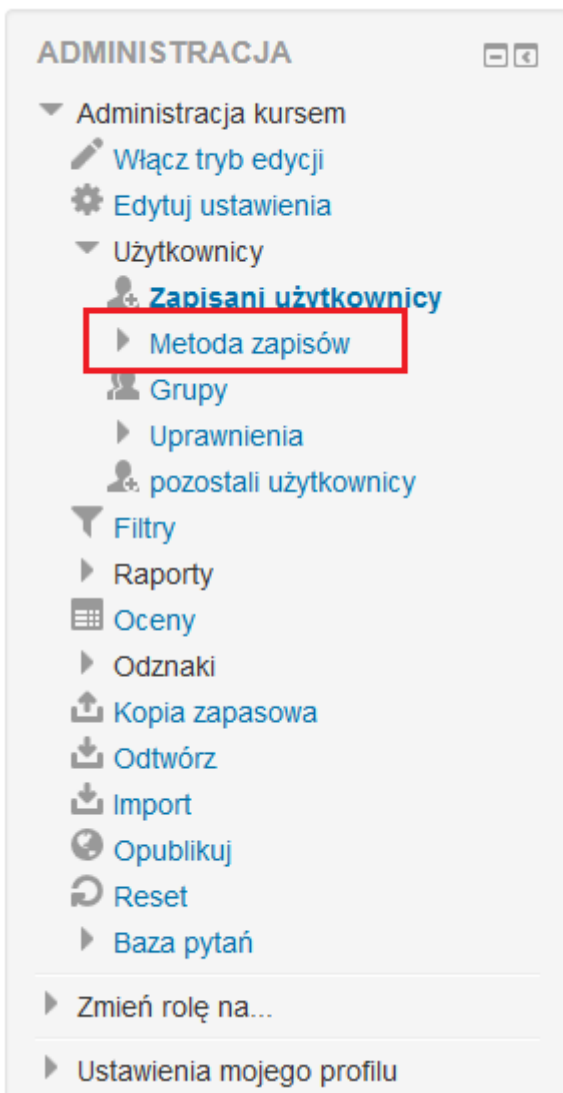 ADMINISTRACJA
Administracja kursem
Włącz tryb edycji
Edytuj ustawienia
Użytkownicy
Zapisani użytkownicy
Metoda zapisów
Grupy
Uprawnienia
pozostali użytkownicy
Filtry
Raporty
Oceny
Odznaki
Kopia zapasowa
Odtwórz
Import
Opublikuj
Reset
Baza pytań
Zmień rolę na...
Ustawienia mojego profilu